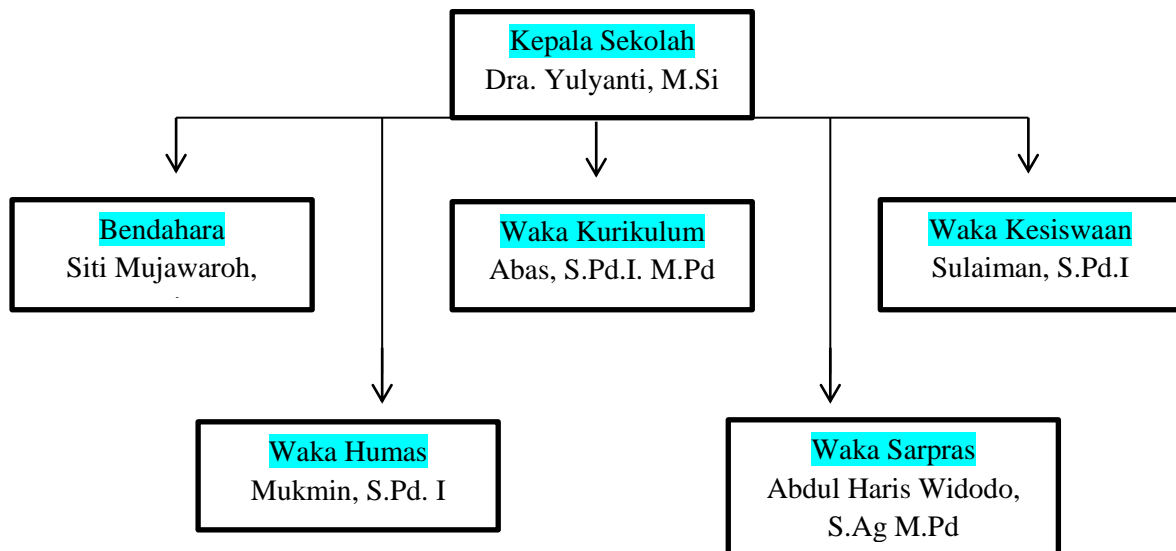 Kepala Sekolah
Dra. Yulyanti, M.Si
Bendahara
Siti Mujawaroh,
Waka Kurikulum
Abas, S.Pd.I. M.Pd
Waka Kesiswaan
Sulaiman, S.Pd.I
Waka Humas
Mukmin, S.Pd. I
Waka Sarpras
Abdul Haris Widodo,
S.Ag M.Pd